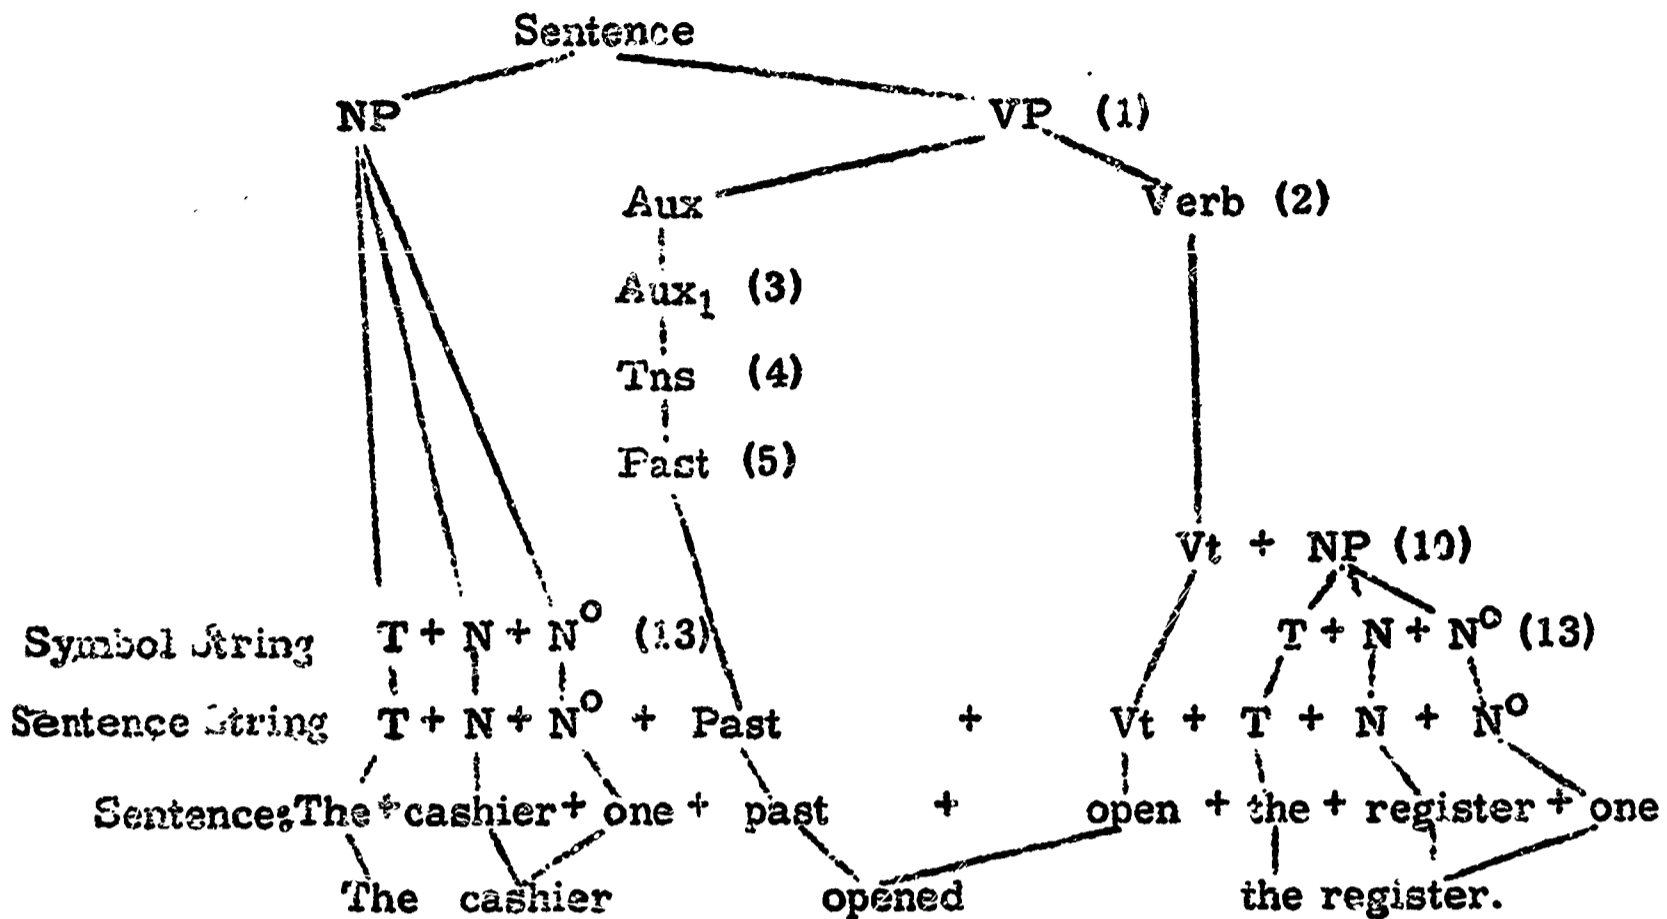 Sentence
NP VP (1)
Aux Verb (2)
Aux₁ (3)
Tns (4)
Past (5)
Vt + NP (10)
Symbol String T + N + N° (13) T + N + N° (13)
Sentence String T + N + N° + Past + Vt + T + N + N°
Sentence: The + cashier + one + past + open + the + register + one
The cashier opened the register.